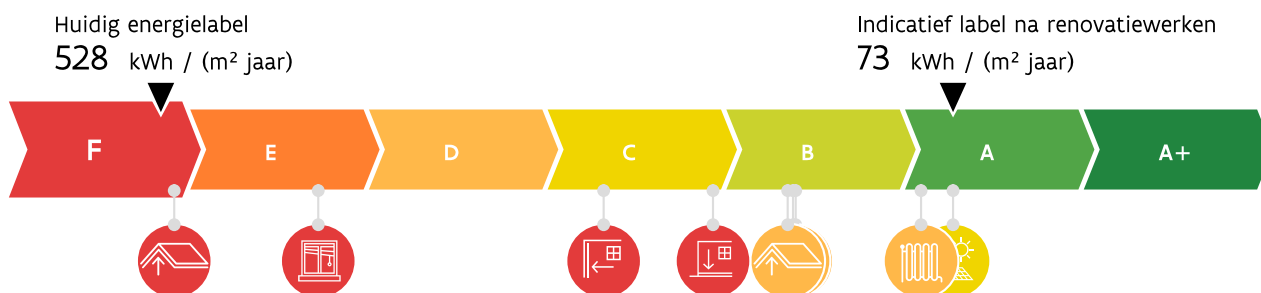 Huidig energielabel
528 kWh / (m² jaar)
Indicatief label na renovatiewerken
73 kWh / (m² jaar)
F E D C B A A+